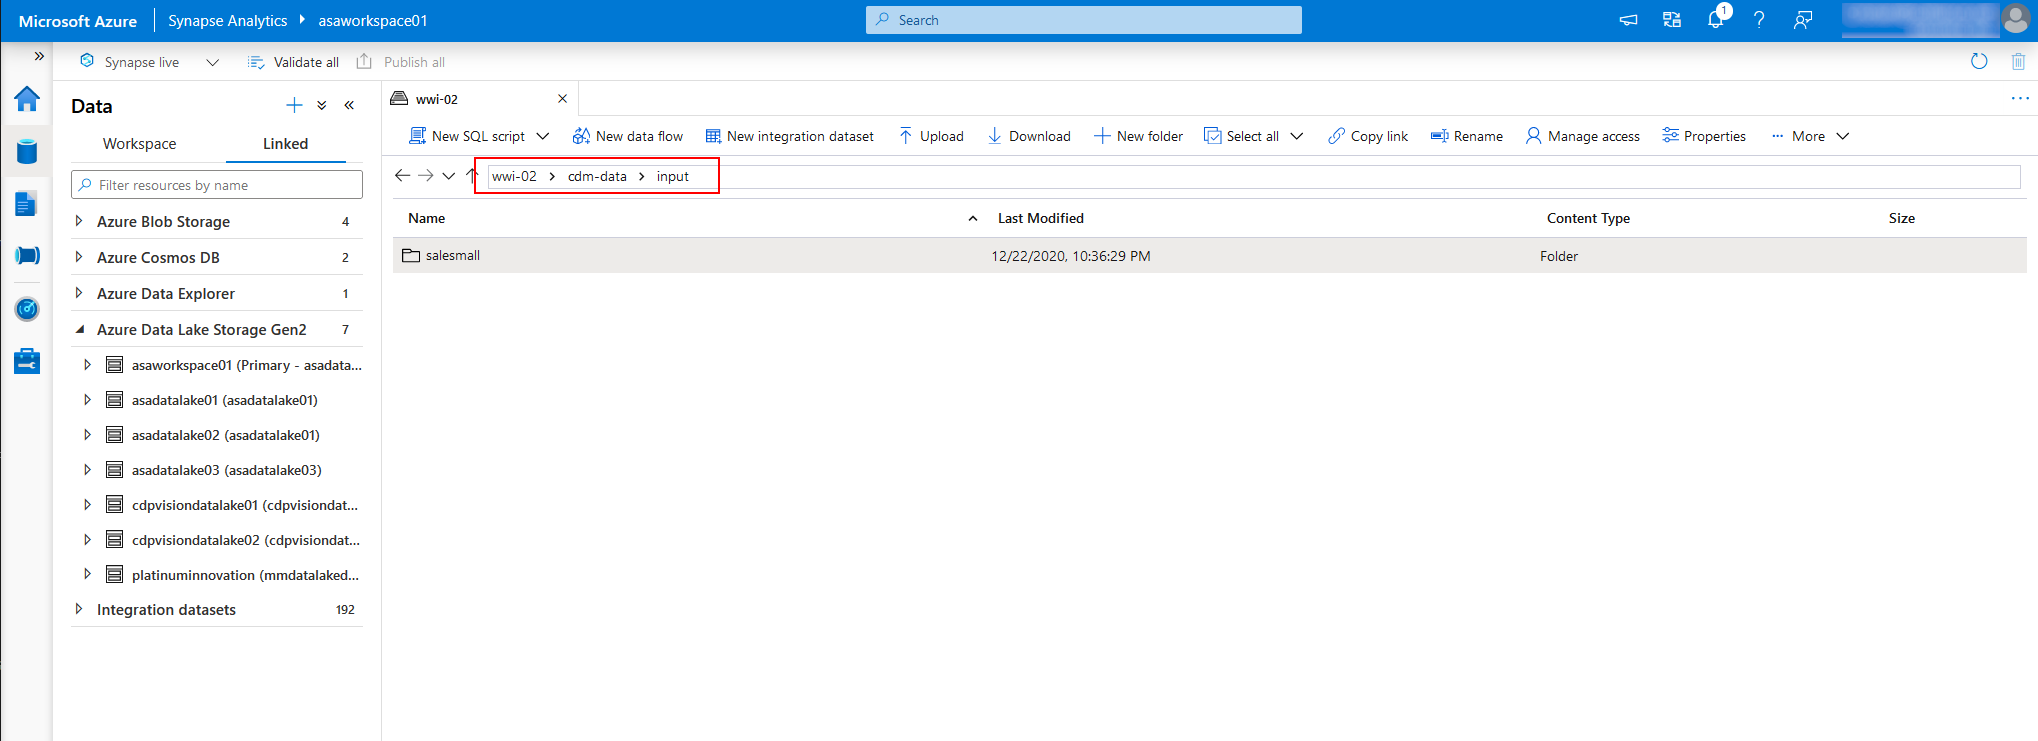 Microsoft Azure Synapse Analytics asaworkspace01 Search 1
Synapse live Validate all Publish all
Data
Workspace Linked
Filter resources by name
Azure Blob Storage 4
Azure Cosmos DB 2
Azure Data Explorer 1
Azure Data Lake Storage Gen2 7
asaworkspace01 (Primary - asadata...
asadatalake01 (asadatalake01)
asadatalake02 (asadatalake01)
asadatalake03 (asadatalake03)
cdpvisiondatalake01 (cdpvisiondat...
cdpvisiondatalake02 (cdpvisiondat...
platinuminnovation (mmdatalaked...
Integration datasets 192
wwi-02
New SQL script New data flow New integration dataset Upload Download New folder Select all Copy link Rename Manage access Properties More
wwi-02 cdm-data input
Name Last Modified Content Type Size
salesmall 12/22/2020, 10:36:29 PM Folder